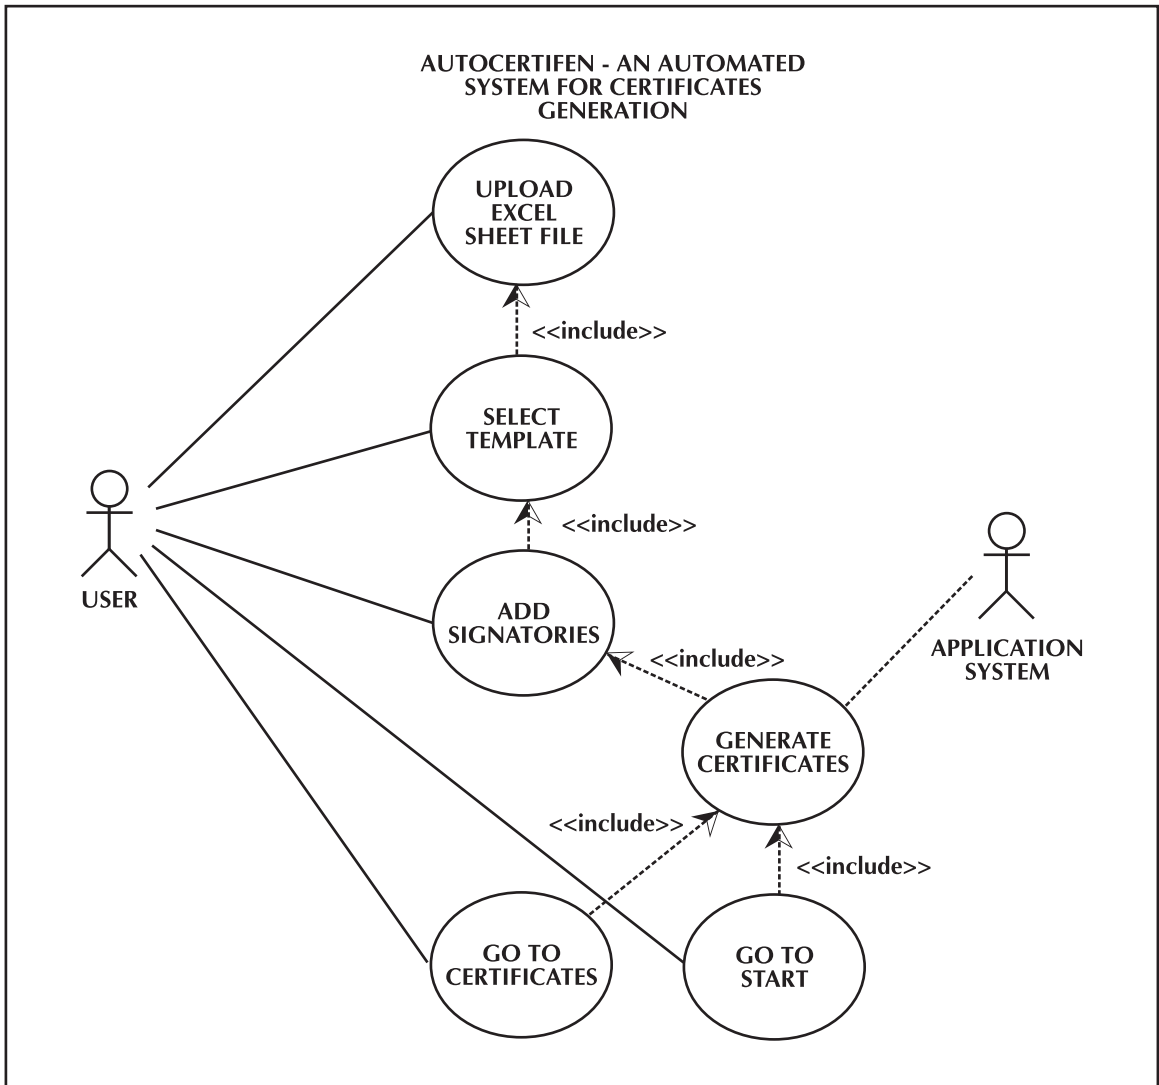 AUTOCERTIFEN - AN AUTOMATED
SYSTEM FOR CERTIFICATES
GENERATION
UPLOAD
EXCEL
SHEET FILE
<<include>>
SELECT
TEMPLATE
<<include>>
USER
ADD
SIGNATORIES
APPLICATION
SYSTEM
<<include>>
GENERATE
CERTIFICATES
<<include>>
<<include>>
GO TO
CERTIFICATES
GO TO
START